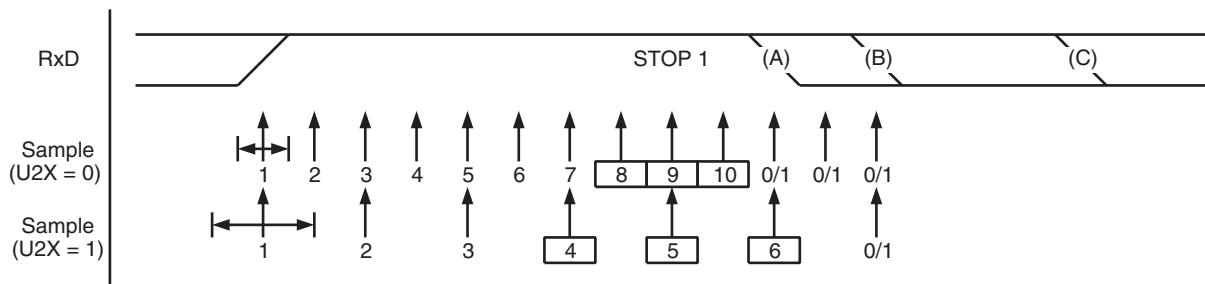 RxD STOP 1 (A) (B) (C)
Sample
(U2X = 0)
1 2 3 4 5 6 7 8 9 10 0/1 0/1 0/1
Sample
(U2X = 1)
1 2 3 4 5 6 0/1